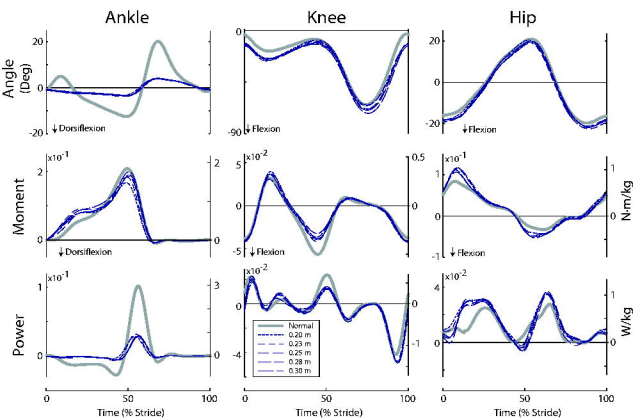 Ankle Knee Hip
Angle
(Deg)
20
0
-20
Dorsiflexion
0
-90
Flexion
20
0
-20
Flexion
Moment
x10⁻¹
2
0
2
1
0
Dorsiflexion
x10⁻²
5
0
-5
0.5
0
Flexion
x10⁻¹
1
0
-1
1
0
Flexion
N-m/kg
Power
x10⁻¹
1
0
3
0
x10⁻²
2
0
-2
-4
0
-1
Normal
0.20 m
0.23 m
0.25 m
0.28 m
0.30 m
x10⁻²
4
2
0
1
0
W/kg
0 100 0 100 0 100
Time (% Stride) Time (% Stride) Time (% Stride)